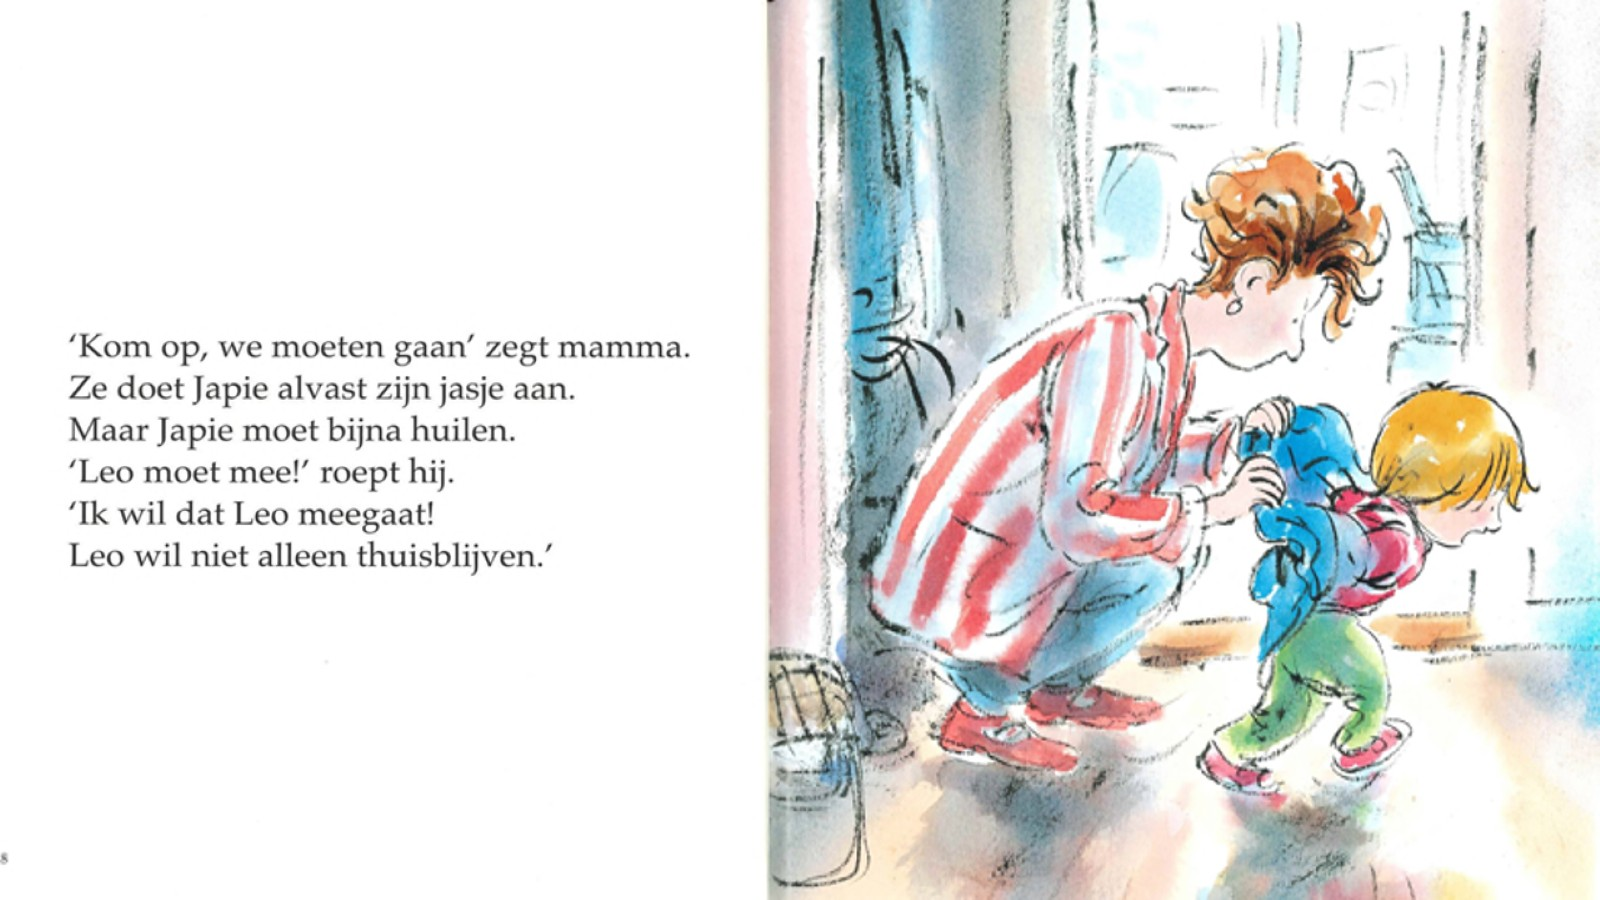 ‘Kom op, we moeten gaan’ zegt mamma.
Ze doet Japie alvast zijn jasje aan.
Maar Japie moet bijna huilen.
‘Leo moet mee!’ roept hij.
‘Ik wil dat Leo meegaat!
Leo wil niet alleen thuisblijven.’
8